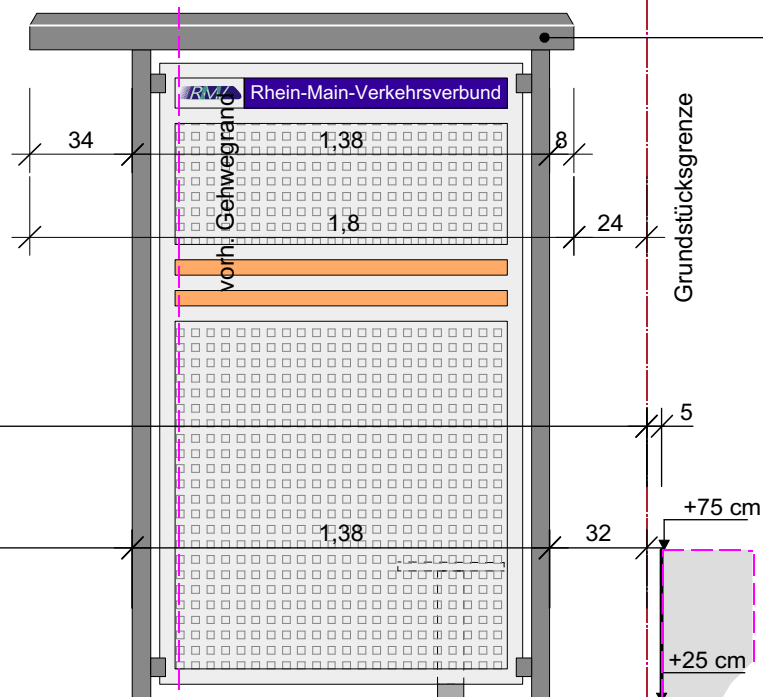 RMV
Rhein-Main-Verkehrsverbund
34
1,38
8
vorh. Gehwegrand
Grundstücksgrenze
1,8
24
5
+75 cm
1,38
32
+25 cm